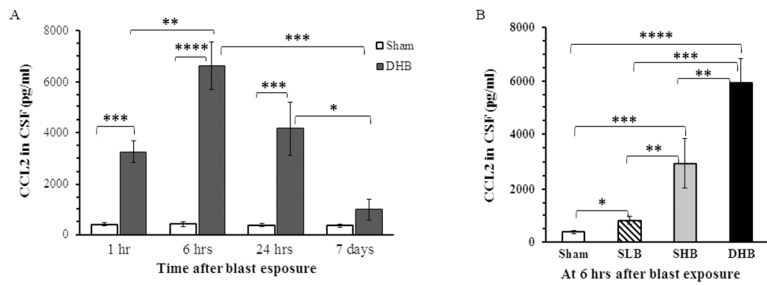 A
CCL2 in CSF (pg/ml)
8000
6000
4000
2000
0
***
**
****
***
***
*
Sham
DHB
1 hr
6 hrs
24 hrs
7 days
Time after blast exposure
B
CCL2 in CSF (pg/ml)
8000
6000
4000
2000
0
****
***
**
***
**
*
Sham
SLB
SHB
DHB
At 6 hrs after blast exposure